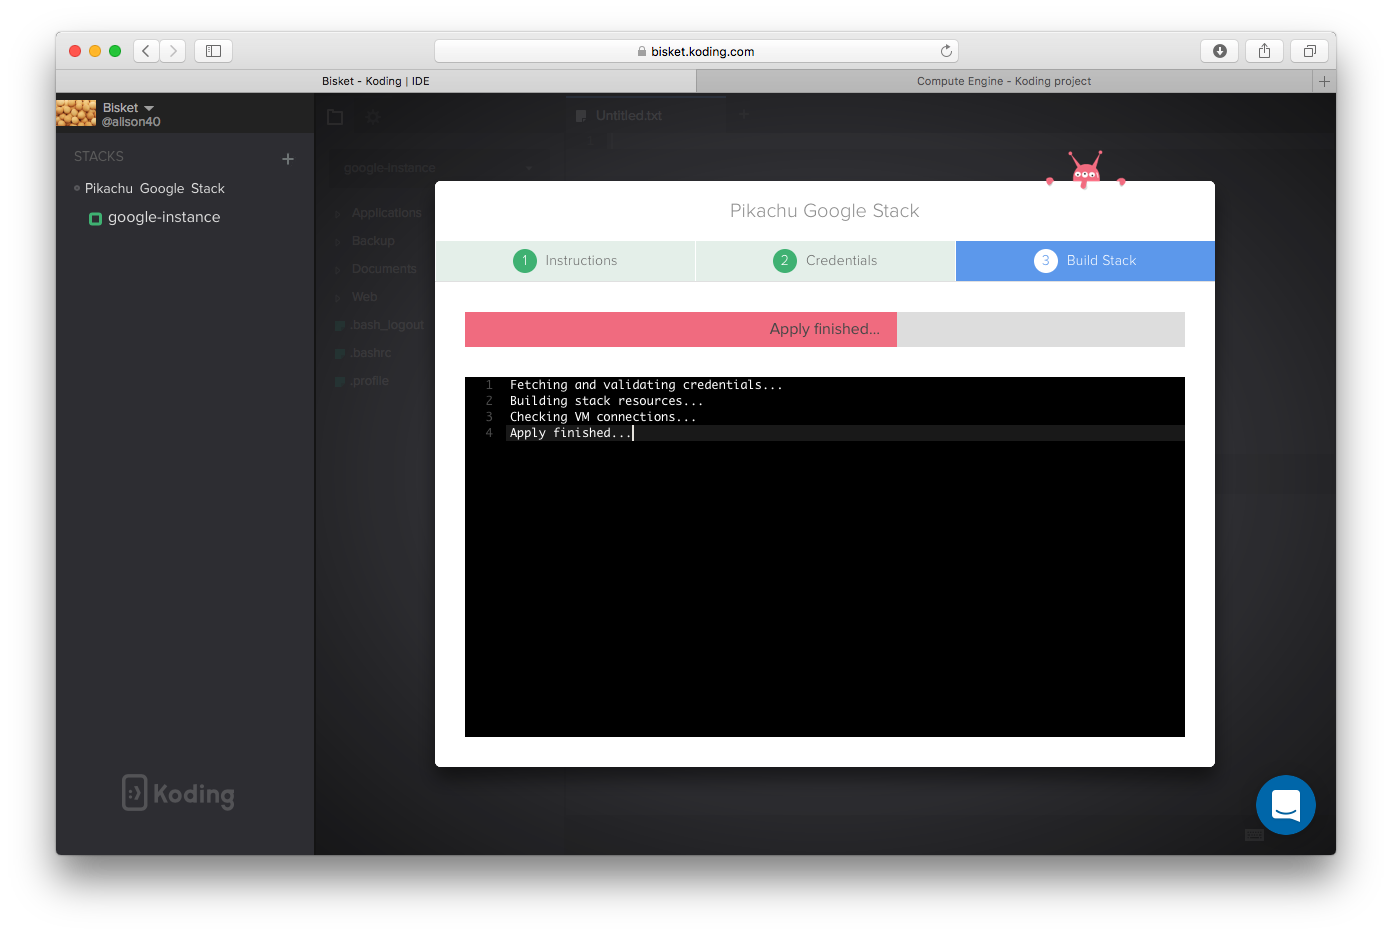 bisket.koding.com
Bisket - Koding | IDE
Compute Engine - Koding project
Bisket
@alison40
STACKS
Pikachu Google Stack
google-instance
Koding
Untitled.txt
1
google-instance
Applications
Backup
Documents
Web
.bash_logout
.bashrc
.profile
Pikachu Google Stack
1 Instructions
2 Credentials
3 Build Stack
Apply finished...
1 Fetching and validating credentials...
2 Building stack resources...
3 Checking VM connections...
4 Apply finished...